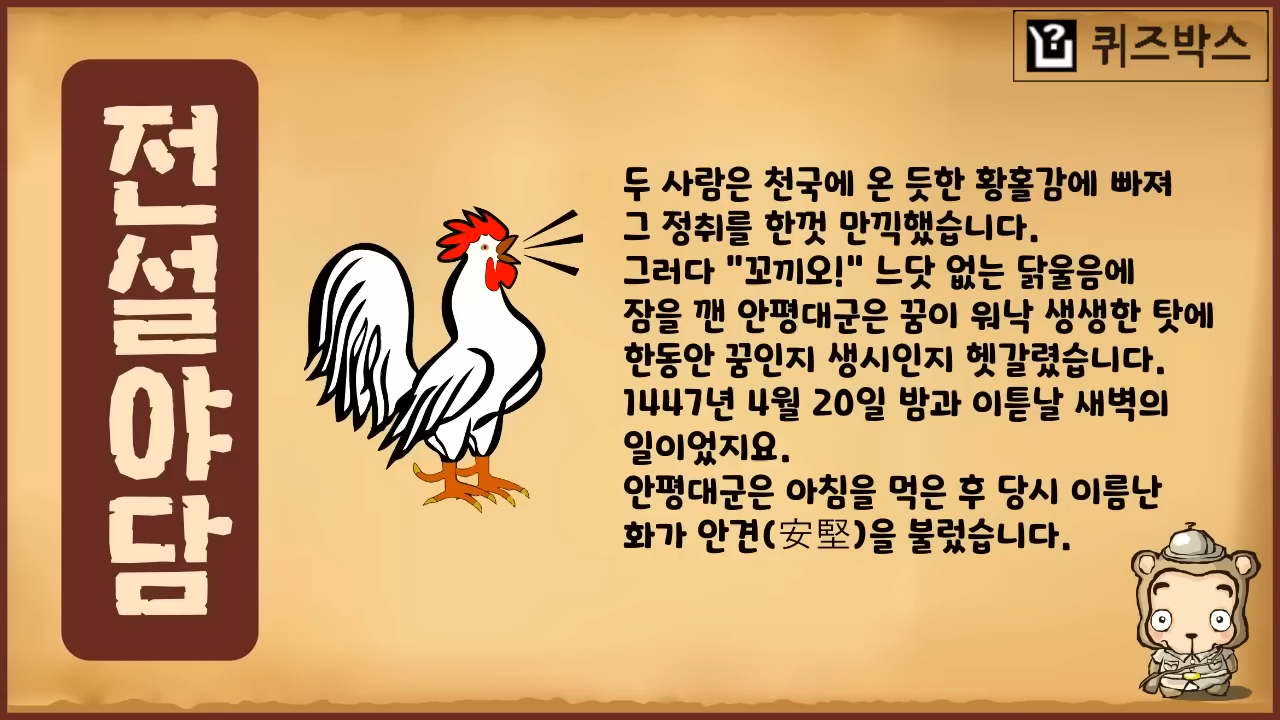 퀴즈박스
전설야담
두 사람은 천국에 온 듯한 황홀감에 빠져
그 정취를 한껏 만끽했습니다.
그러다 "꼬끼오!" 느닷 없는 닭울음에
잠을 깬 안평대군은 꿈이 워낙 생생한 탓에
한동안 꿈인지 생시인지 헷갈렸습니다.
1447년 4월 20일 밤과 이튿날 새벽의
일이었지요.
안평대군은 아침을 먹은 후 당시 이름난
화가 안견(安堅)을 불렀습니다.